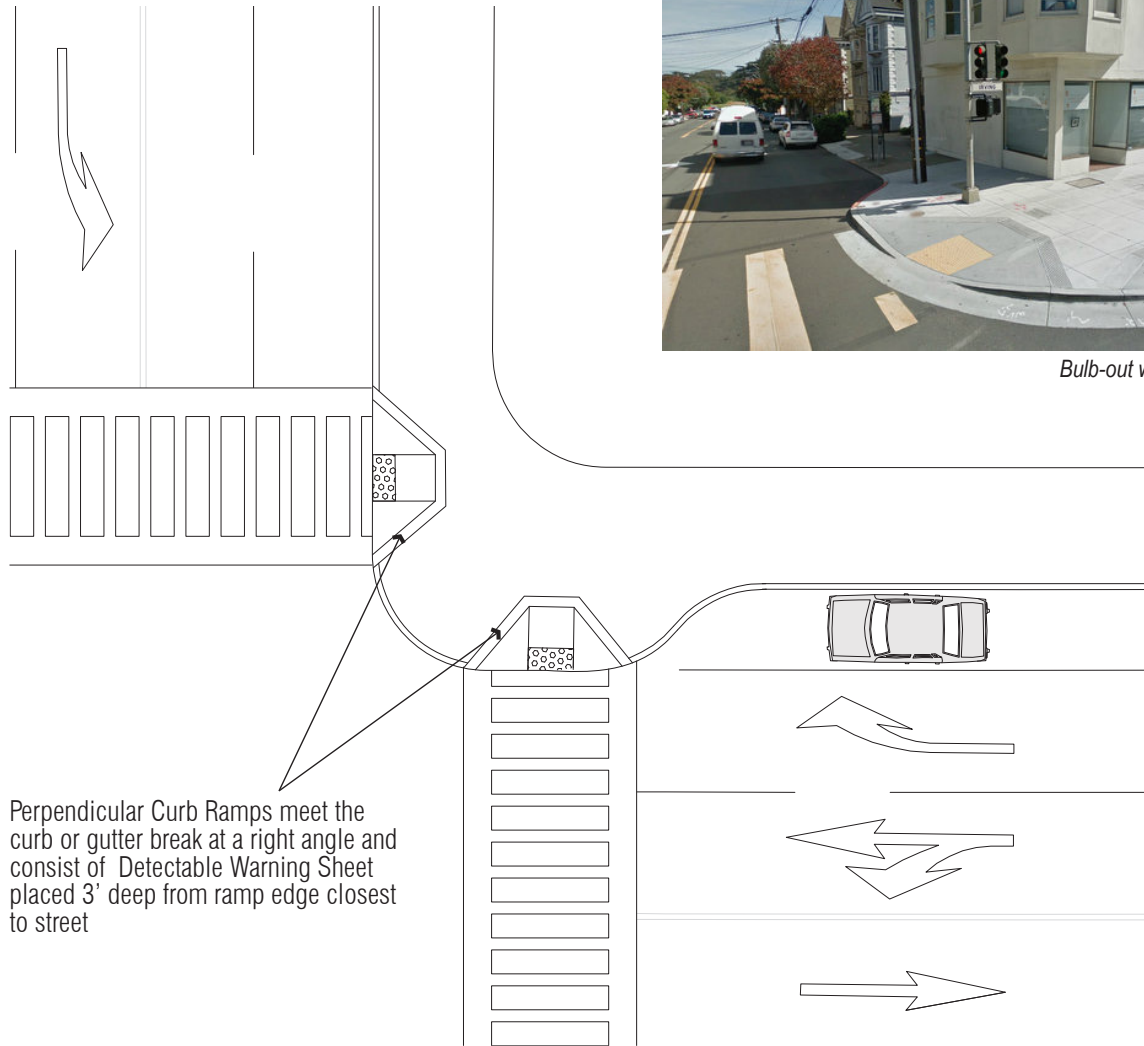 Bulb-out w
Perpendicular Curb Ramps meet the
curb or gutter break at a right angle and
consist of Detectable Warning Sheet
placed 3' deep from ramp edge closest
to street